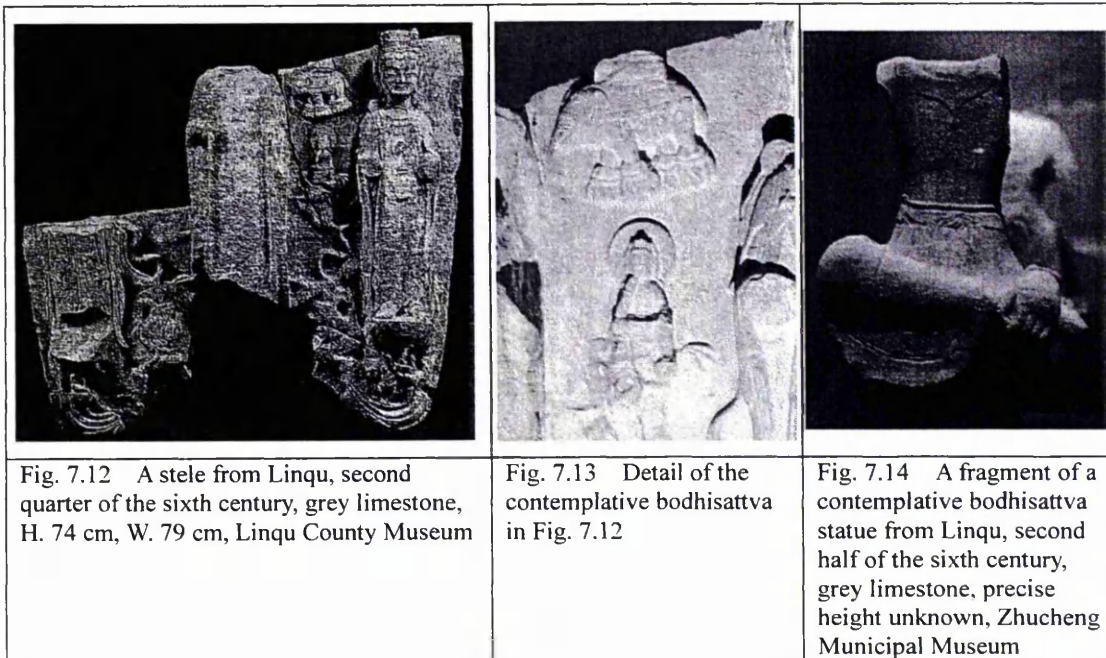 Fig. 7.12 A stele from Linqu, second
quarter of the sixth century, grey limestone,
H. 74 cm, W. 79 cm, Linqu County Museum
Fig. 7.13 Detail of the
contemplative bodhisattva
in Fig. 7.12
Fig. 7.14 A fragment of a
contemplative bodhisattva
statue from Linqu, second
half of the sixth century,
grey limestone, precise
height unknown, Zhucheng
Municipal Museum